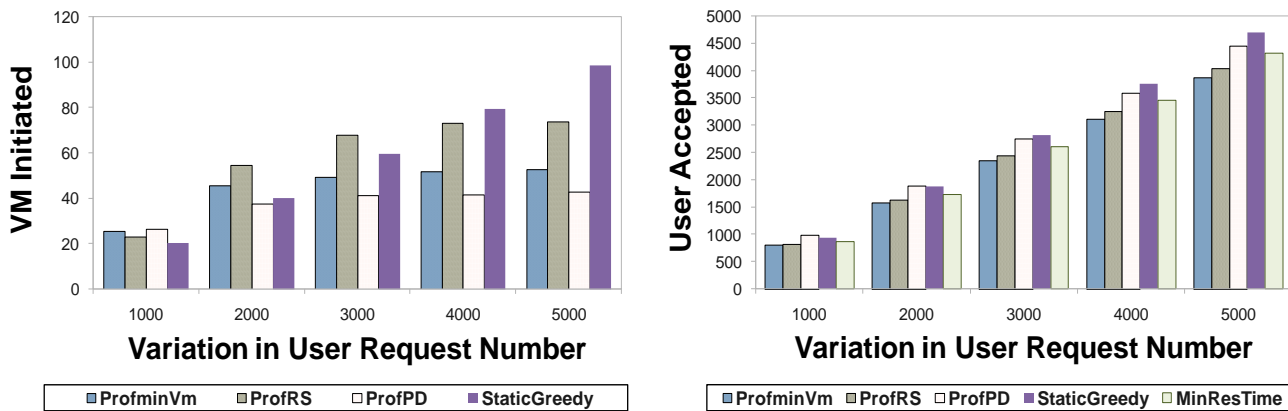 120
100
80
60
40
20
0
VM Initiated
1000 2000 3000 4000 5000
Variation in User Request Number
ProfminVm ProfRS ProfPD StaticGreedy
5000
4500
4000
3500
3000
2500
2000
1500
1000
500
0
User Accepted
1000 2000 3000 4000 5000
Variation in User Request Number
ProfminVm ProfRS ProfPD StaticGreedy MinResTime